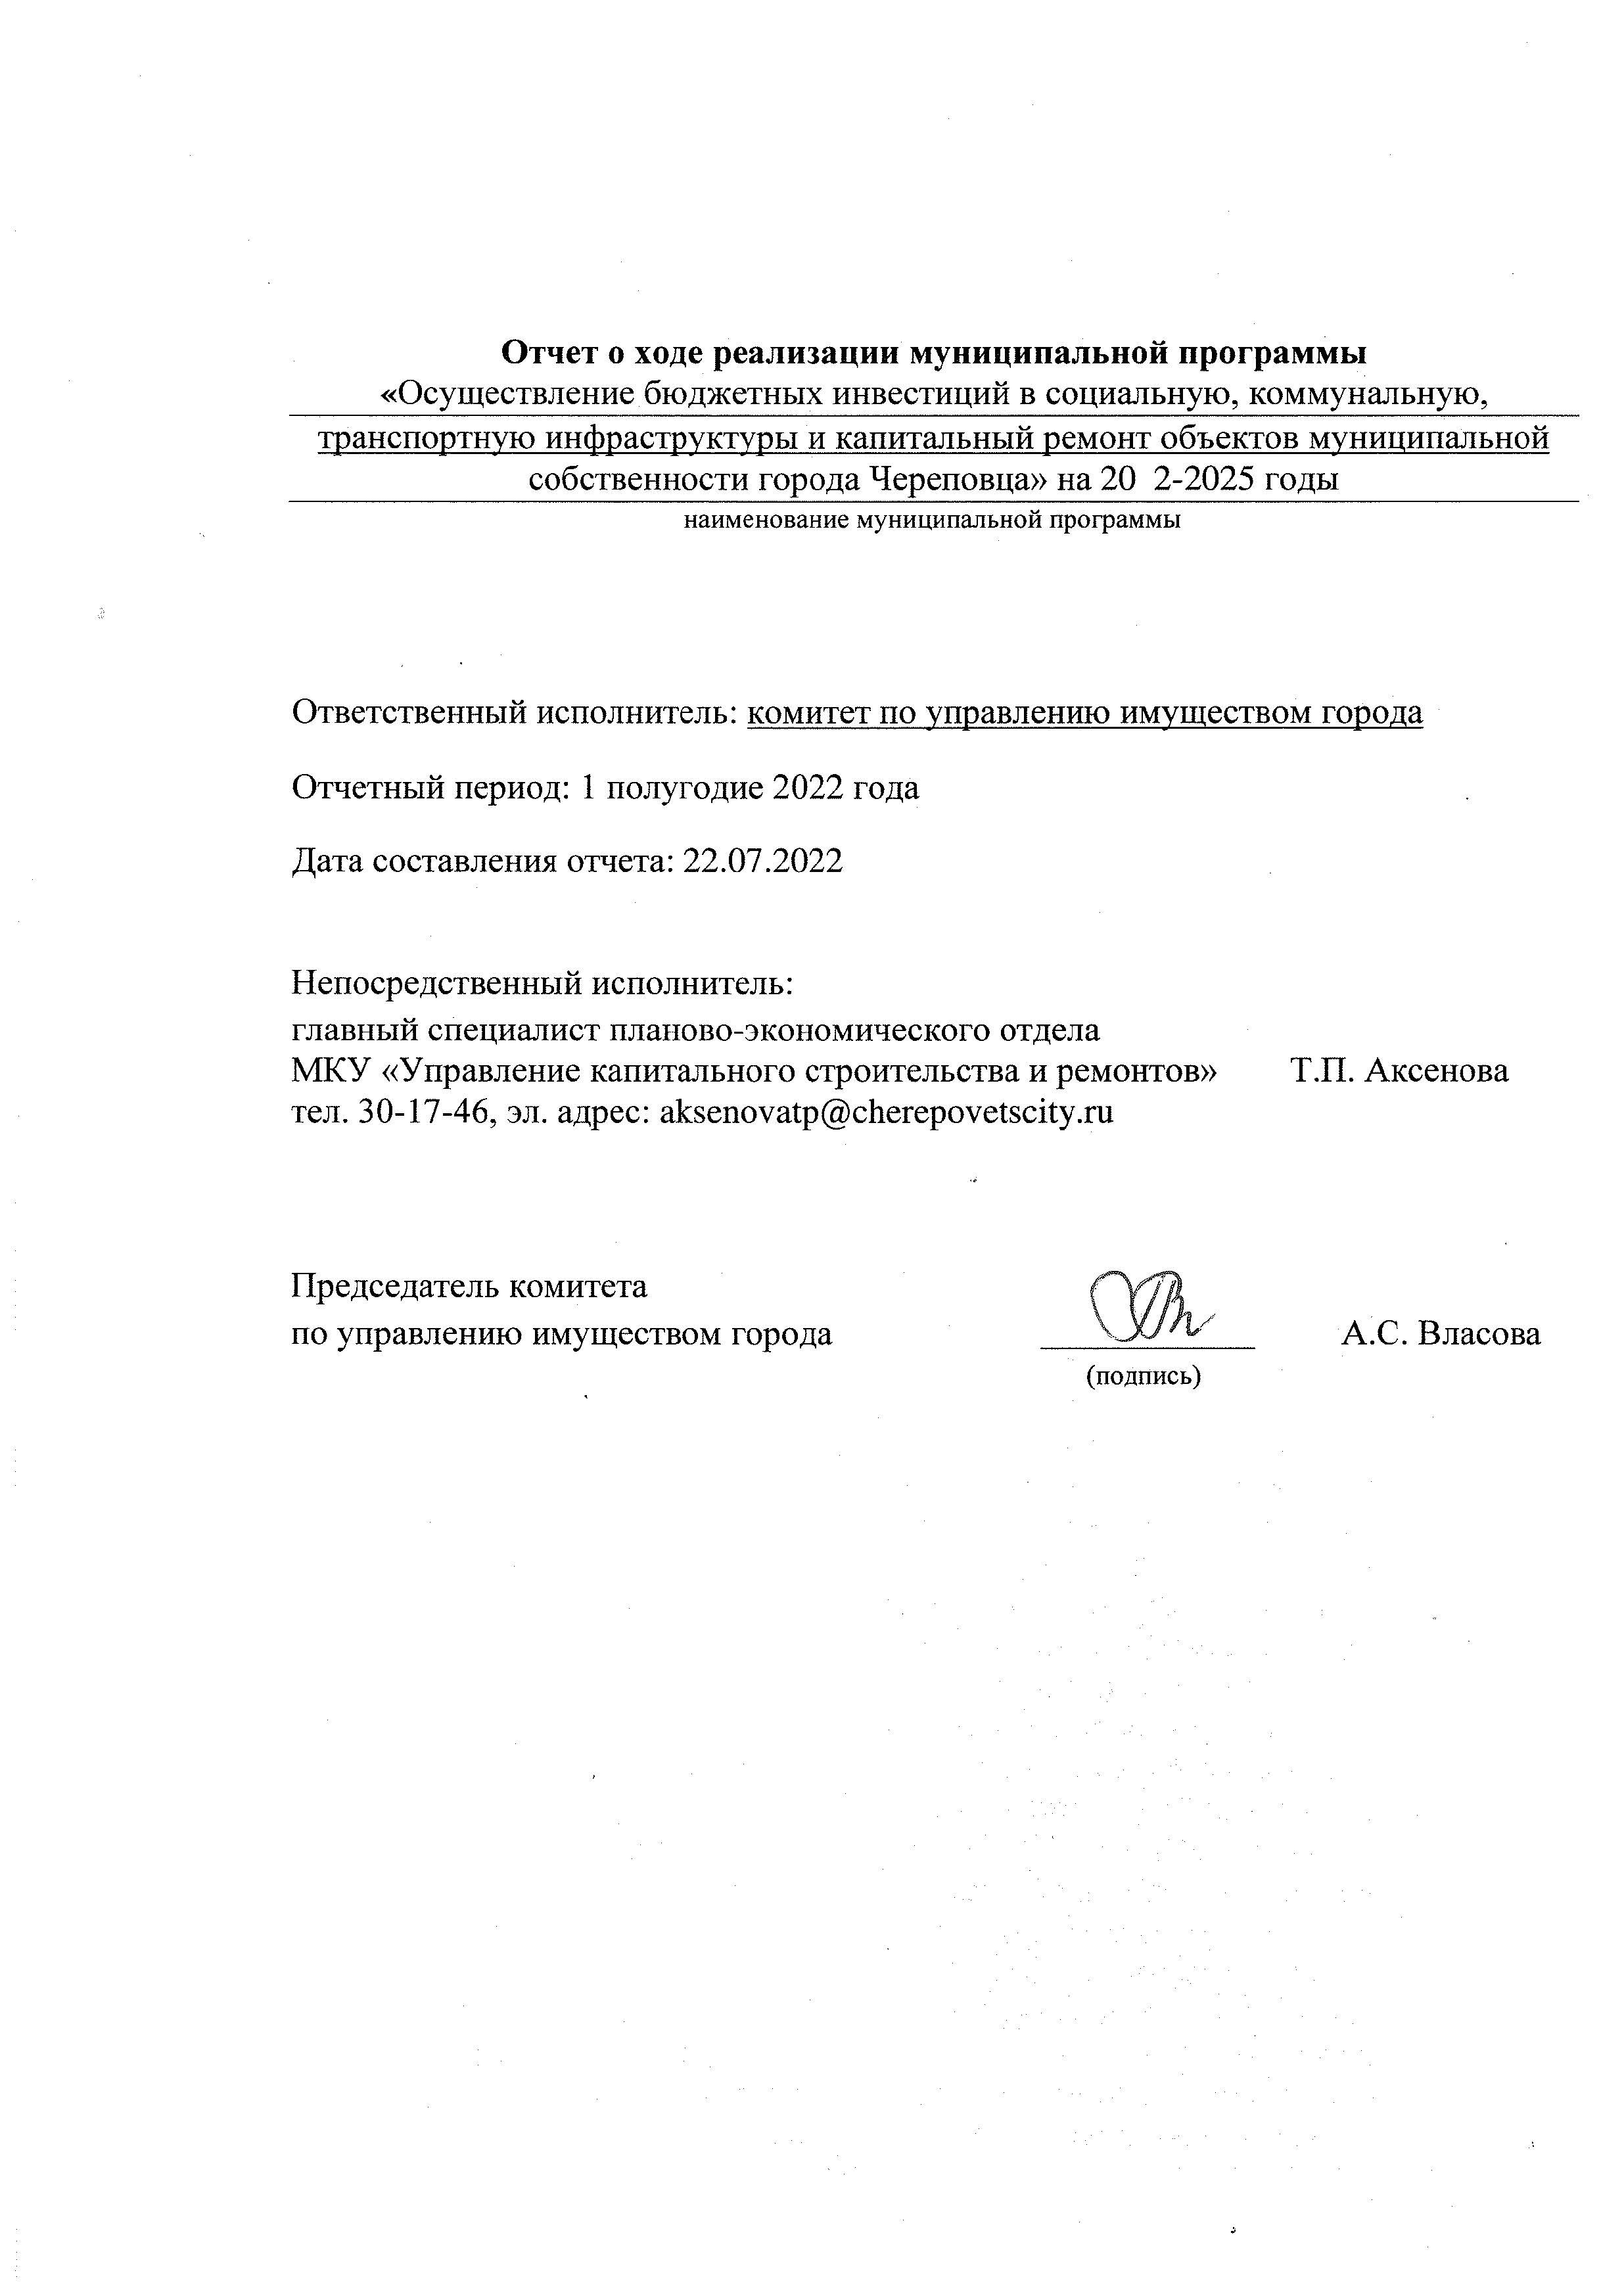 Отчет о ходе реализации муниципальной программы
«Осуществление бюджетных инвестиций в социальную, коммунальную,
транспортную инфраструктуры и капитальный ремонт объектов муниципальной
собственности города Череповца» на 20 2-2025 годы
наименование муниципальной программы
Ответственный исполнитель: комитет по управлению имуществом города
Отчетный период: 1 полугодие 2022 года
Дата составления отчета: 22.07.2022
Непосредственный исполнитель:
главный специалист планово-экономического отдела
МКУ «Управление капитального строительства и ремонтов» Т.П. Аксенова
тел. 30-17-46, эл. адрес: aksenovatp@cherepovetscity.ru
Председатель комитета
по управлению имуществом города А.С. Власова
(подпись)